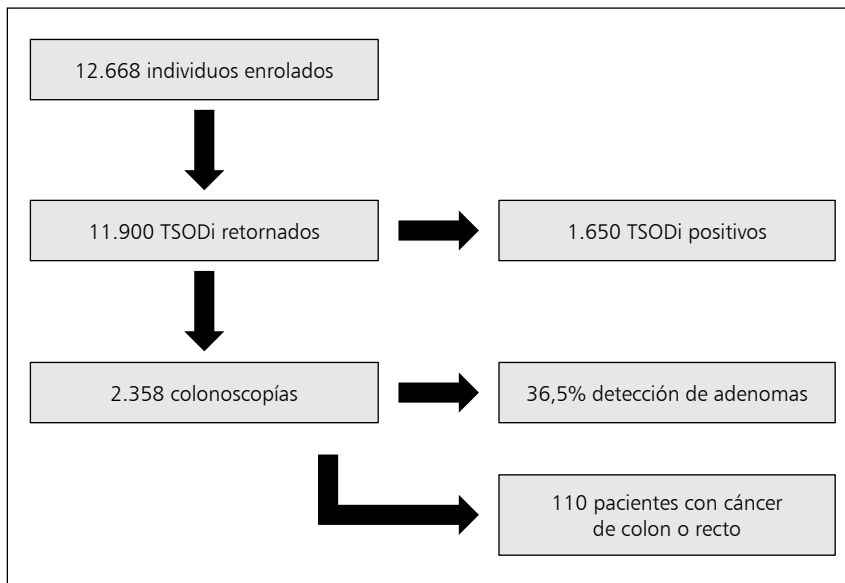 12.668 individuos enrolados
11.900 TSODi retornados
1.650 TSODi positivos
2.358 colonoscopías
36,5% detección de adenomas
110 pacientes con cáncer
de colon o recto